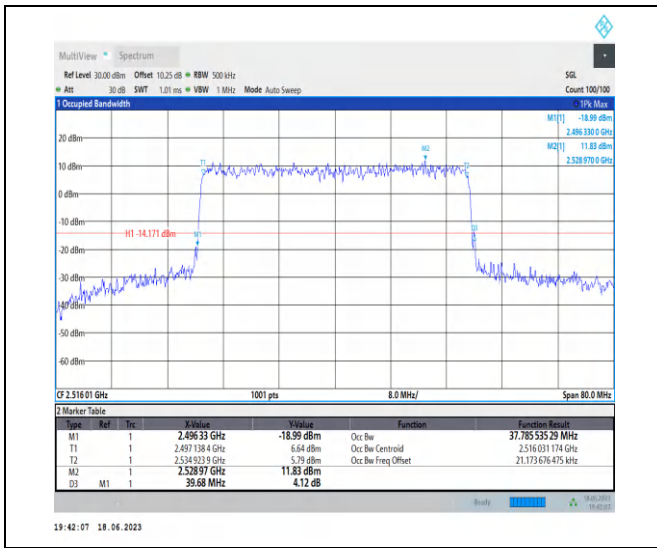 MultiView Spectrum
Ref Level 30.00 dBm Offset 10.25 dB RBW 500 kHz SGL
Att 30 dB SWT 1.01 ms VBW 1 MHz Mode Auto Sweep Count 100/100
1 Occupied Bandwidth 1Pk Max
M1[1] -18.99 dBm
2.496 330 0 GHz
M2[1] 11.83 dBm
2.528 970 0 GHz
20 dBm
M2
T1
10 dBm
0 dBm
-10 dBm
H1 -14.171 dBm
M1
-20 dBm
-30 dBm
-40 dBm
-50 dBm
-60 dBm
CF 2.516 01 GHz 1001 pts 8.0 MHz/ Span 80.0 MHz
2 Marker Table
Type Ref Trc X-Value Y-Value Function Function Result
M1 1 2.496 33 GHz -18.99 dBm Occ Bw 37.785 535 29 MHz
T1 1 2.497 138 4 GHz 6.64 dBm Occ Bw Centroid 2.516 031 174 GHz
T2 1 2.534 923 9 GHz 5.79 dBm Occ Bw Freq Offset 21.173 676 475 kHz
M2 1 2.528 97 GHz 11.83 dBm
D3 M1 1 39.68 MHz 4.12 dB
Ready
19:42:07 18.06.2023